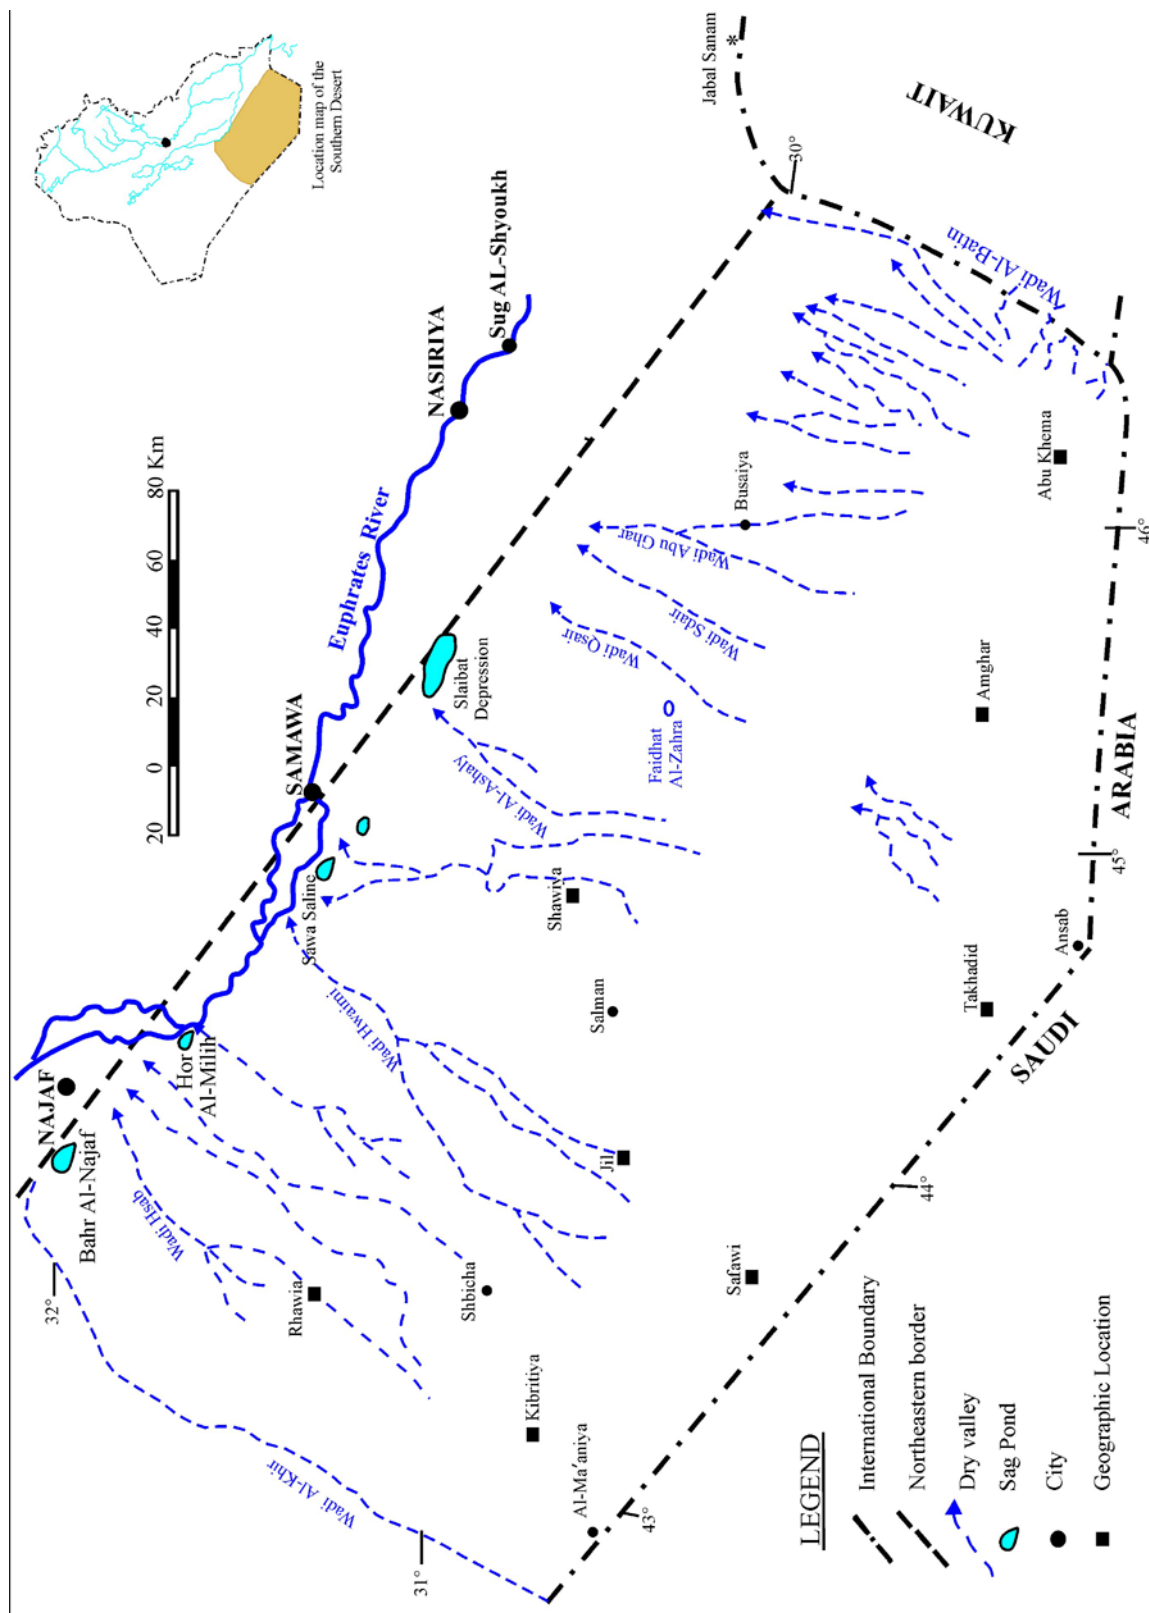 Location map of the
Southern Desert
Jabal Sanam
*
KUWAIT
30°
Wadi Al-Batin
Sug AL-Shyoukh
NASIRIYA
Euphrates River
20 0 20 40 60 80 Km
SAMAWA
NAJAF
Bahr Al-Najaf
Hor
Al-Milih
Sawa Saline
Slaibat
Depression
32°
31°
Wadi Al-Khir
Wadi Hsab
Rhawia
Shbicha
Kibritiya
Al-Ma'aniya
43°
Wadi Hwaimi
Jil
Salman
Shawiya
Wadi Al-Ashaly
Faidhat
Al-Zahra
Wadi Qsair
Wadi Sdair
Wadi Abu Ghar
Busaiya
Abu Khema
Amghar
46°
45°
Ansab
Takhadid
Safawi
44°
SAUDI
ARABIA
LEGEND
International Boundary
Northeastern border
Dry valley
Sag Pond
City
Geographic Location